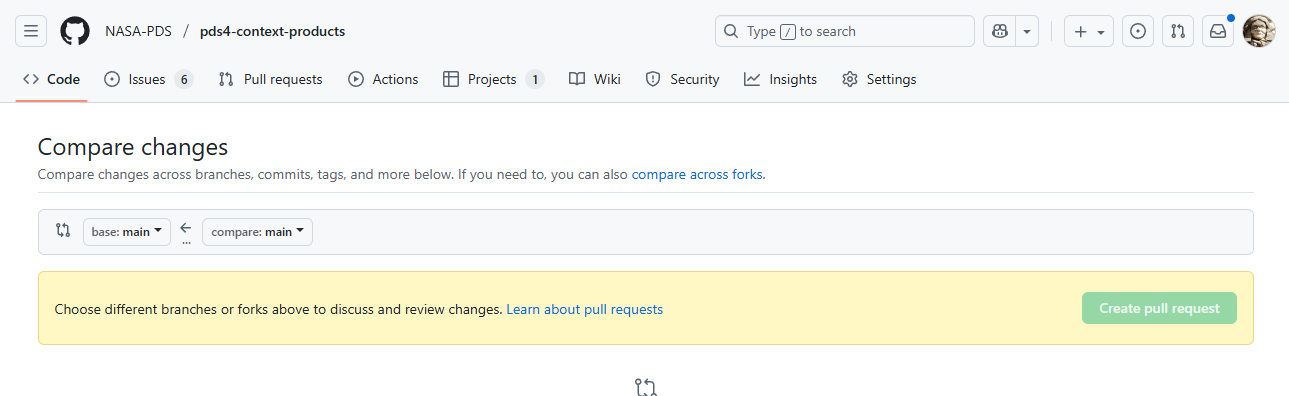 NASA-PDS / pds4-context-products Type / to search
Code Issues 6 Pull requests Actions Projects 1 Wiki Security Insights Settings
Compare changes
Compare changes across branches, commits, tags, and more below. If you need to, you can also compare across forks.
base: main ← compare: main
...
Choose different branches or forks above to discuss and review changes. Learn about pull requests Create pull request